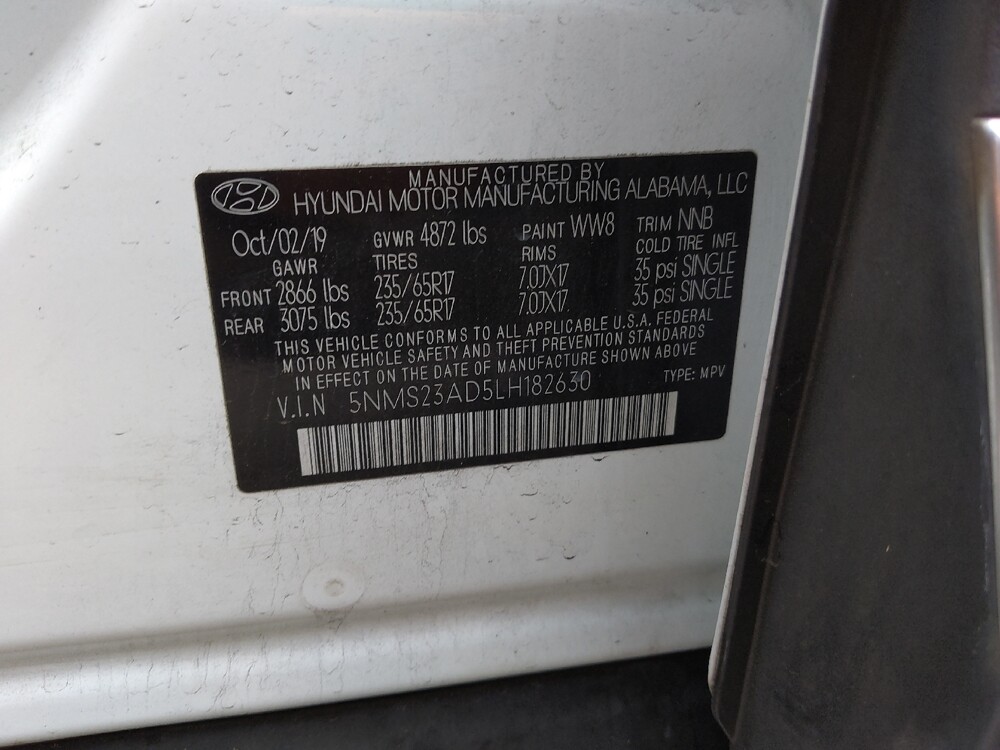 MANUFACTURED BY
HYUNDAI MOTOR MANUFACTURING ALABAMA, LLC
Oct/02/19 GVWR 4872 lbs PAINT WW8 TRIM NNB
GAWR TIRES RIMS COLD TIRE INFL
FRONT 2866 lbs 235/65R17 7.0JX17 35 psi SINGLE
REAR 3075 lbs 235/65R17 7.0JX17 35 psi SINGLE
THIS VEHICLE CONFORMS TO ALL APPLICABLE U.S.A. FEDERAL
MOTOR VEHICLE SAFETY AND THEFT PREVENTION STANDARDS
IN EFFECT ON THE DATE OF MANUFACTURE SHOWN ABOVE
V.I.N 5NMS23AD5LH182630 TYPE: MPV